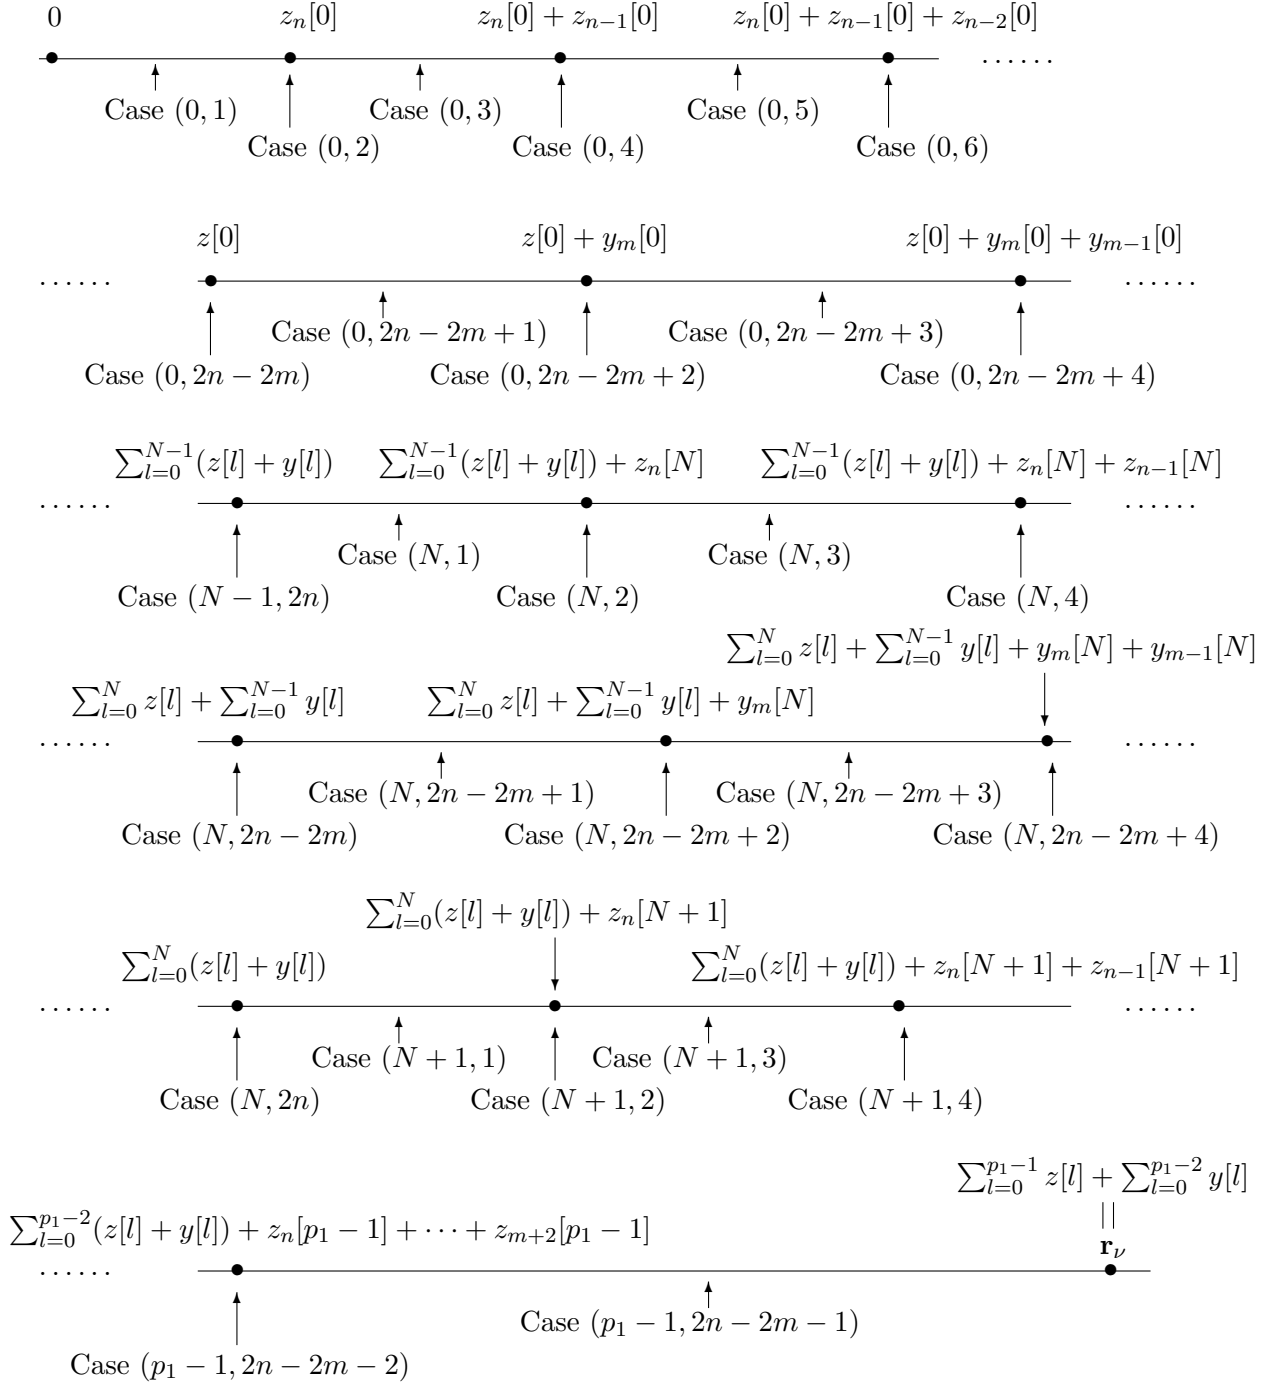 0 z_n[0] z_n[0] + z_{n−1}[0] z_n[0] + z_{n−1}[0] + z_{n−2}[0]
......
Case (0, 1) Case (0, 3) Case (0, 5)
Case (0, 2) Case (0, 4) Case (0, 6)
z[0] z[0] + y_m[0] z[0] + y_m[0] + y_{m−1}[0]
...... ......
Case (0, 2n − 2m + 1) Case (0, 2n − 2m + 3)
Case (0, 2n − 2m) Case (0, 2n − 2m + 2) Case (0, 2n − 2m + 4)
∑_{l=0}^{N−1}(z[l] + y[l]) ∑_{l=0}^{N−1}(z[l] + y[l]) + z_n[N] ∑_{l=0}^{N−1}(z[l] + y[l]) + z_n[N] + z_{n−1}[N]
...... ......
Case (N, 1) Case (N, 3)
Case (N − 1, 2n) Case (N, 2) Case (N, 4)
∑_{l=0}^{N} z[l] + ∑_{l=0}^{N−1} y[l] + y_m[N] + y_{m−1}[N]
∑_{l=0}^{N} z[l] + ∑_{l=0}^{N−1} y[l] ∑_{l=0}^{N} z[l] + ∑_{l=0}^{N−1} y[l] + y_m[N]
...... ......
Case (N, 2n − 2m + 1) Case (N, 2n − 2m + 3)
Case (N, 2n − 2m) Case (N, 2n − 2m + 2) Case (N, 2n − 2m + 4)
∑_{l=0}^{N}(z[l] + y[l]) + z_n[N + 1]
∑_{l=0}^{N}(z[l] + y[l]) ∑_{l=0}^{N}(z[l] + y[l]) + z_n[N + 1] + z_{n−1}[N + 1]
...... ......
Case (N + 1, 1) Case (N + 1, 3)
Case (N, 2n) Case (N + 1, 2) Case (N + 1, 4)
∑_{l=0}^{p_1−1} z[l] + ∑_{l=0}^{p_1−2} y[l]
∑_{l=0}^{p_1−2}(z[l] + y[l]) + z_n[p_1 − 1] + ⋯ + z_{m+2}[p_1 − 1] ||
r_ν
......
Case (p_1 − 1, 2n − 2m − 1)
Case (p_1 − 1, 2n − 2m − 2)